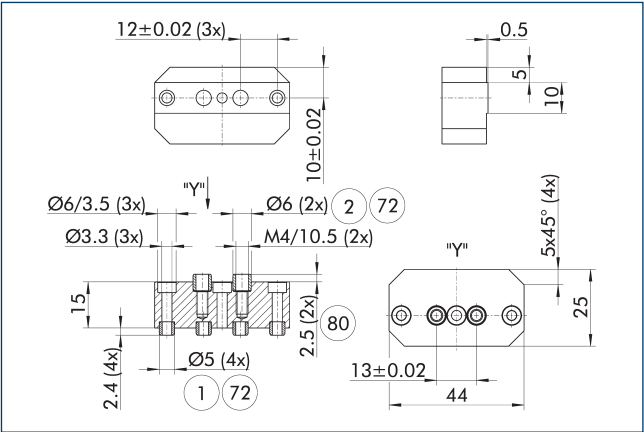 12±0.02 (3x)
0.5
5
10
10±0.02
"Y"
Ø6/3.5 (3x)
Ø6 (2x) 2 72
Ø3.3 (3x)
M4/10.5 (2x)
5x45° (4x)
"Y"
15
2.5 (2x)
80
25
2.4 (4x)
Ø5 (4x)
1 72
13±0.02
44